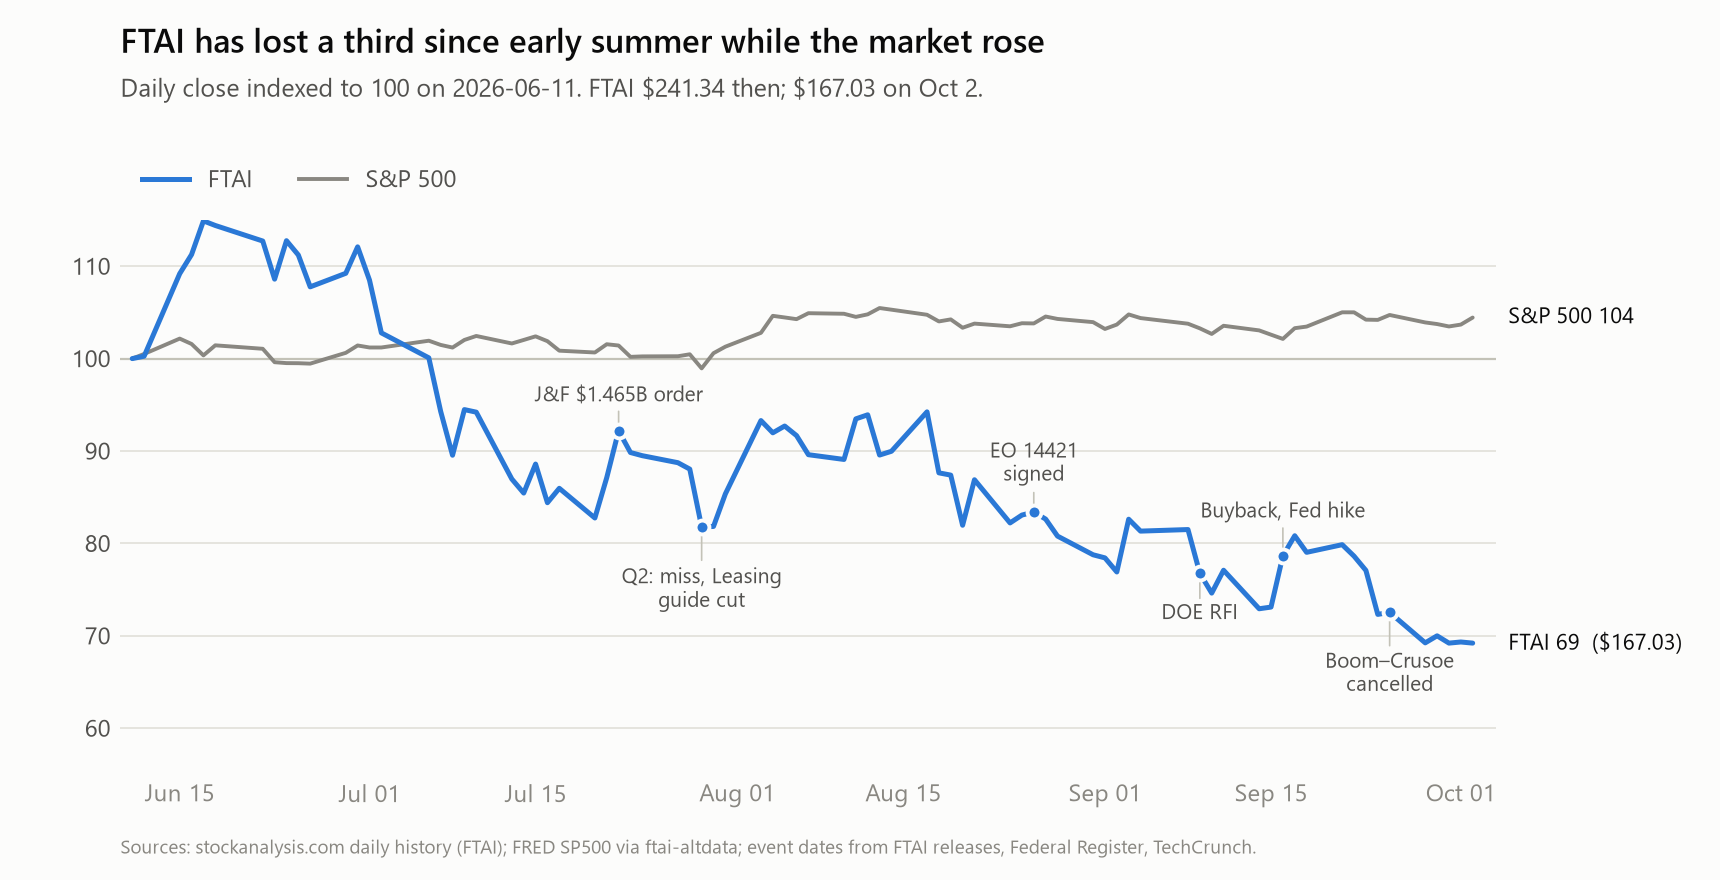 FTAI has lost a third since early summer while the market rose
Daily close indexed to 100 on 2026-06-11. FTAI $241.34 then; $167.03 on Oct 2.
FTAI
S&P 500
110
100
90
80
70
60
S&P 500 104
J&F $1.465B order
EO 14421
signed
Buyback, Fed hike
Q2: miss, Leasing
guide cut
DOE RFI
FTAI 69 ($167.03)
Boom–Crusoe
cancelled
Jun 15
Jul 01
Jul 15
Aug 01
Aug 15
Sep 01
Sep 15
Oct 01
Sources: stockanalysis.com daily history (FTAI); FRED SP500 via ftai-altdata; event dates from FTAI releases, Federal Register, TechCrunch.